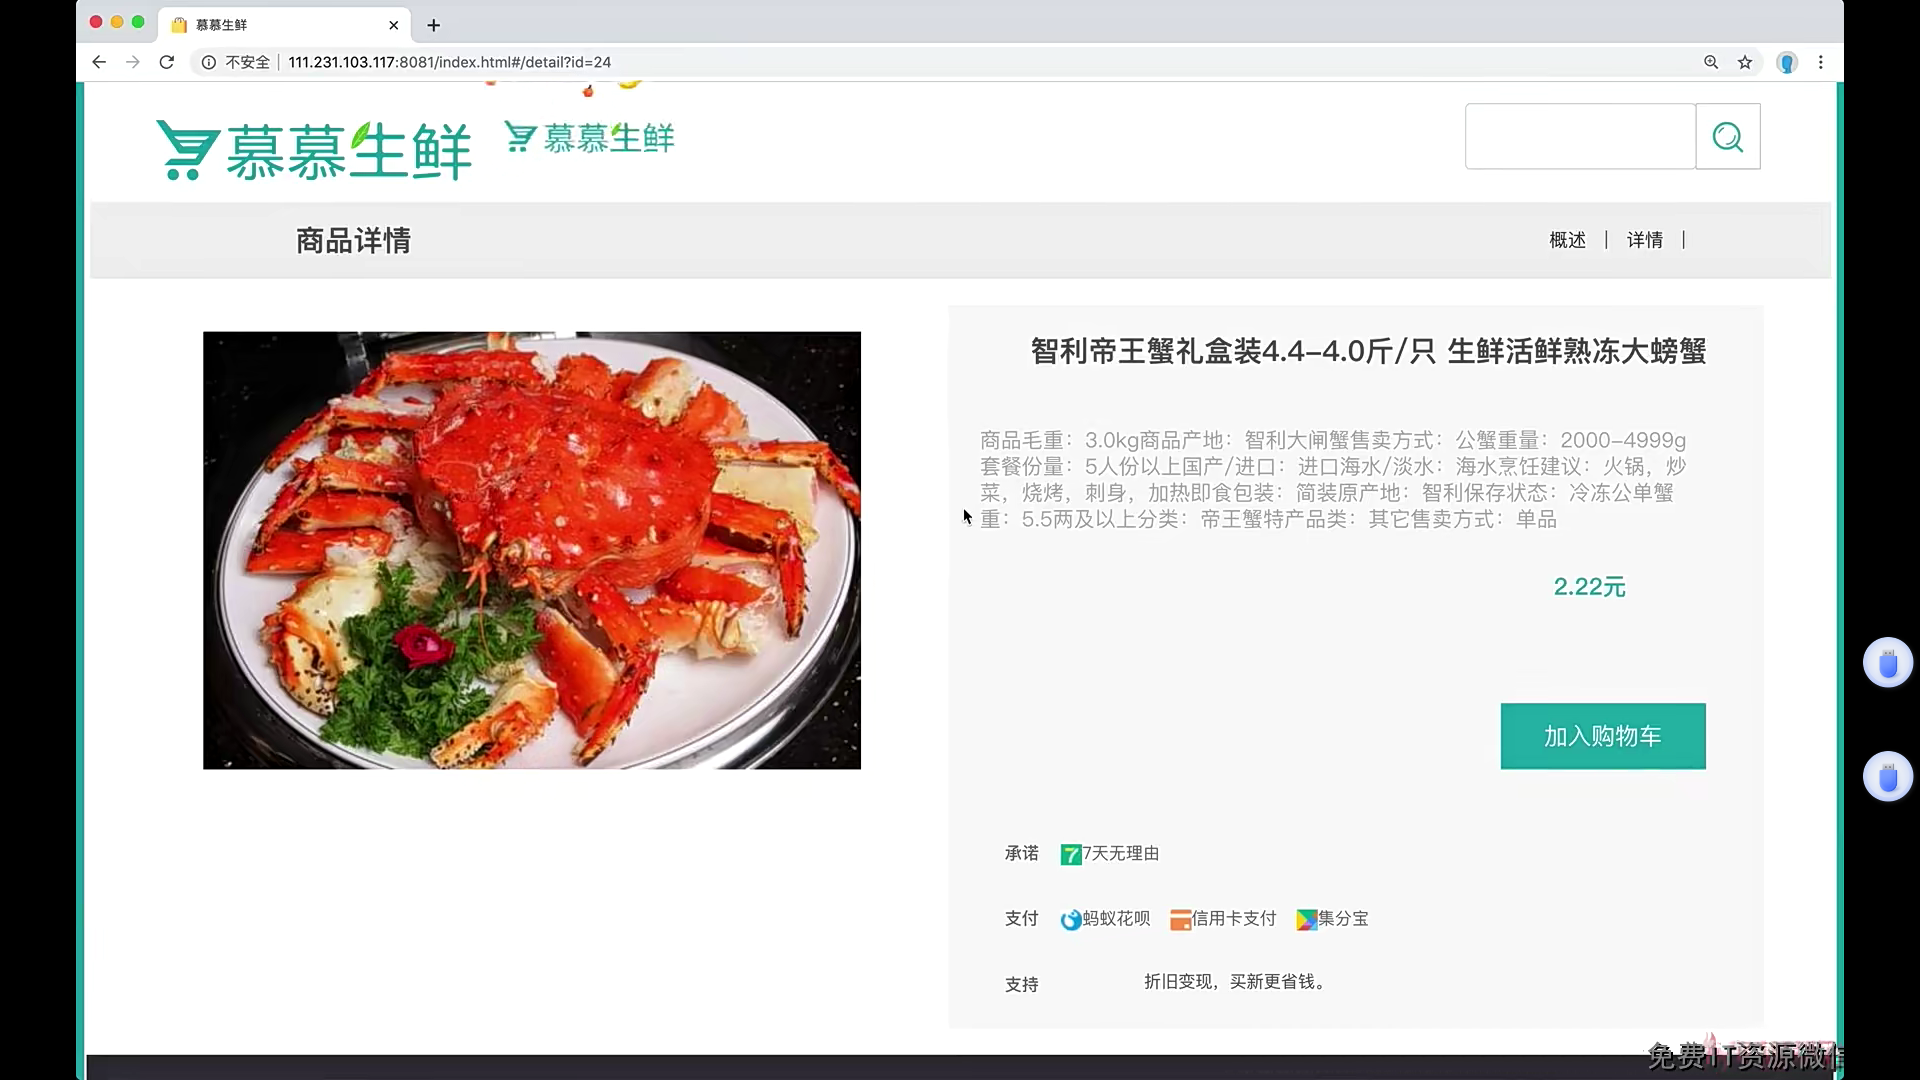 慕慕生鲜
不安全
111.231.103.117:8081/index.html#/detail?id=24
慕慕生鲜
慕慕生鲜
商品详情
概述 | 详情 |
智利帝王蟹礼盒装4.4-4.0斤/只 生鲜活鲜熟冻大螃蟹
商品毛重：3.0kg商品产地：智利大闸蟹售卖方式：公蟹重量：2000-4999g
套餐份量：5人份以上国产/进口：进口海水/淡水：海水烹饪建议：火锅，炒
菜，烧烤，刺身，加热即食包装：简装原产地：智利保存状态：冷冻公单蟹
重：5.5两及以上分类：帝王蟹特产品类：其它售卖方式：单品
2.22元
加入购物车
承诺 7 7天无理由
支付 蚂蚁花呗 信用卡支付 集分宝
支持 折旧变现，买新更省钱。
免费IT资源微信